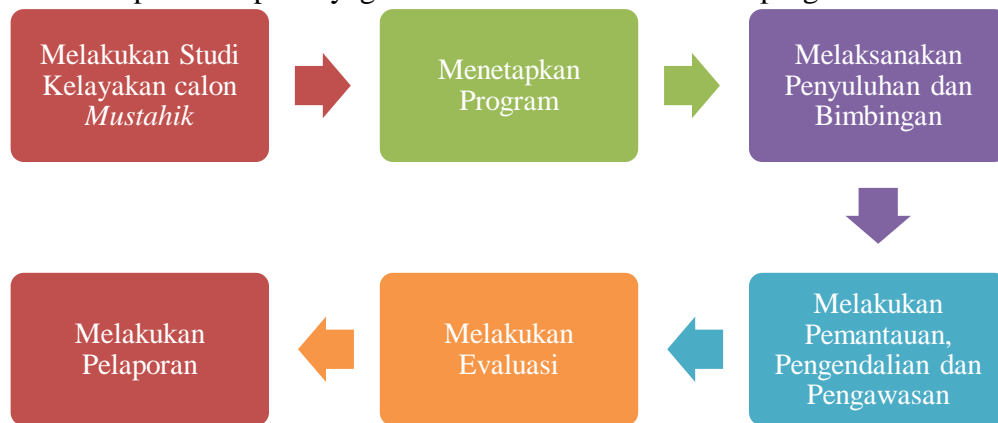 Melakukan Studi
Kelayakan calon
Mustahik
Menetapkan
Program
Melaksanakan
Penyuluhan dan
Bimbingan
Melakukan
Pemantauan,
Pengendalian dan
Pengawasan
Melakukan
Evaluasi
Melakukan
Pelaporan